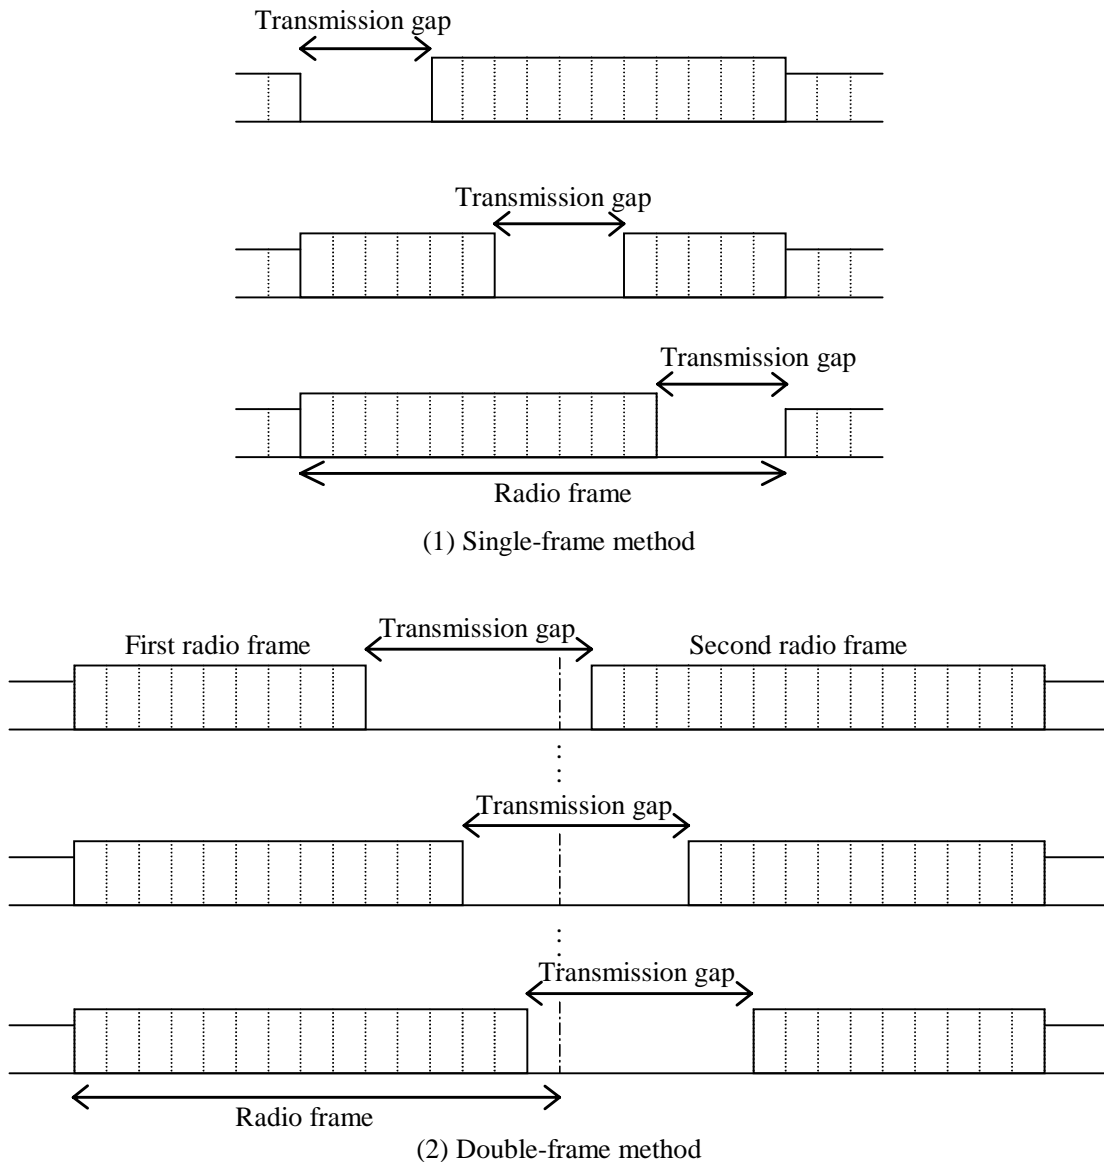 Transmission gap
Transmission gap
Transmission gap
Radio frame
(1) Single-frame method
First radio frame
Transmission gap
Second radio frame
Transmission gap
Transmission gap
Radio frame
(2) Double-frame method